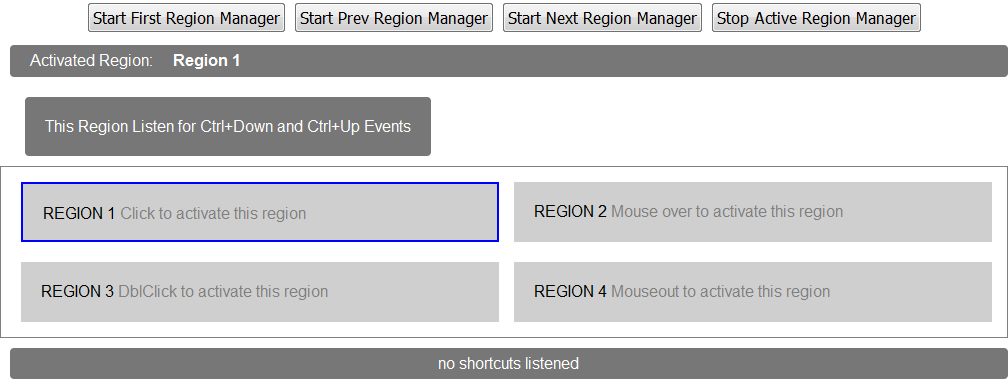 Start First Region Manager Start Prev Region Manager Start Next Region Manager Stop Active Region Manager
Activated Region: Region 1
This Region Listen for Ctrl+Down and Ctrl+Up Events
REGION 1 Click to activate this region
REGION 2 Mouse over to activate this region
REGION 3 DblClick to activate this region
REGION 4 Mouseout to activate this region
no shortcuts listened